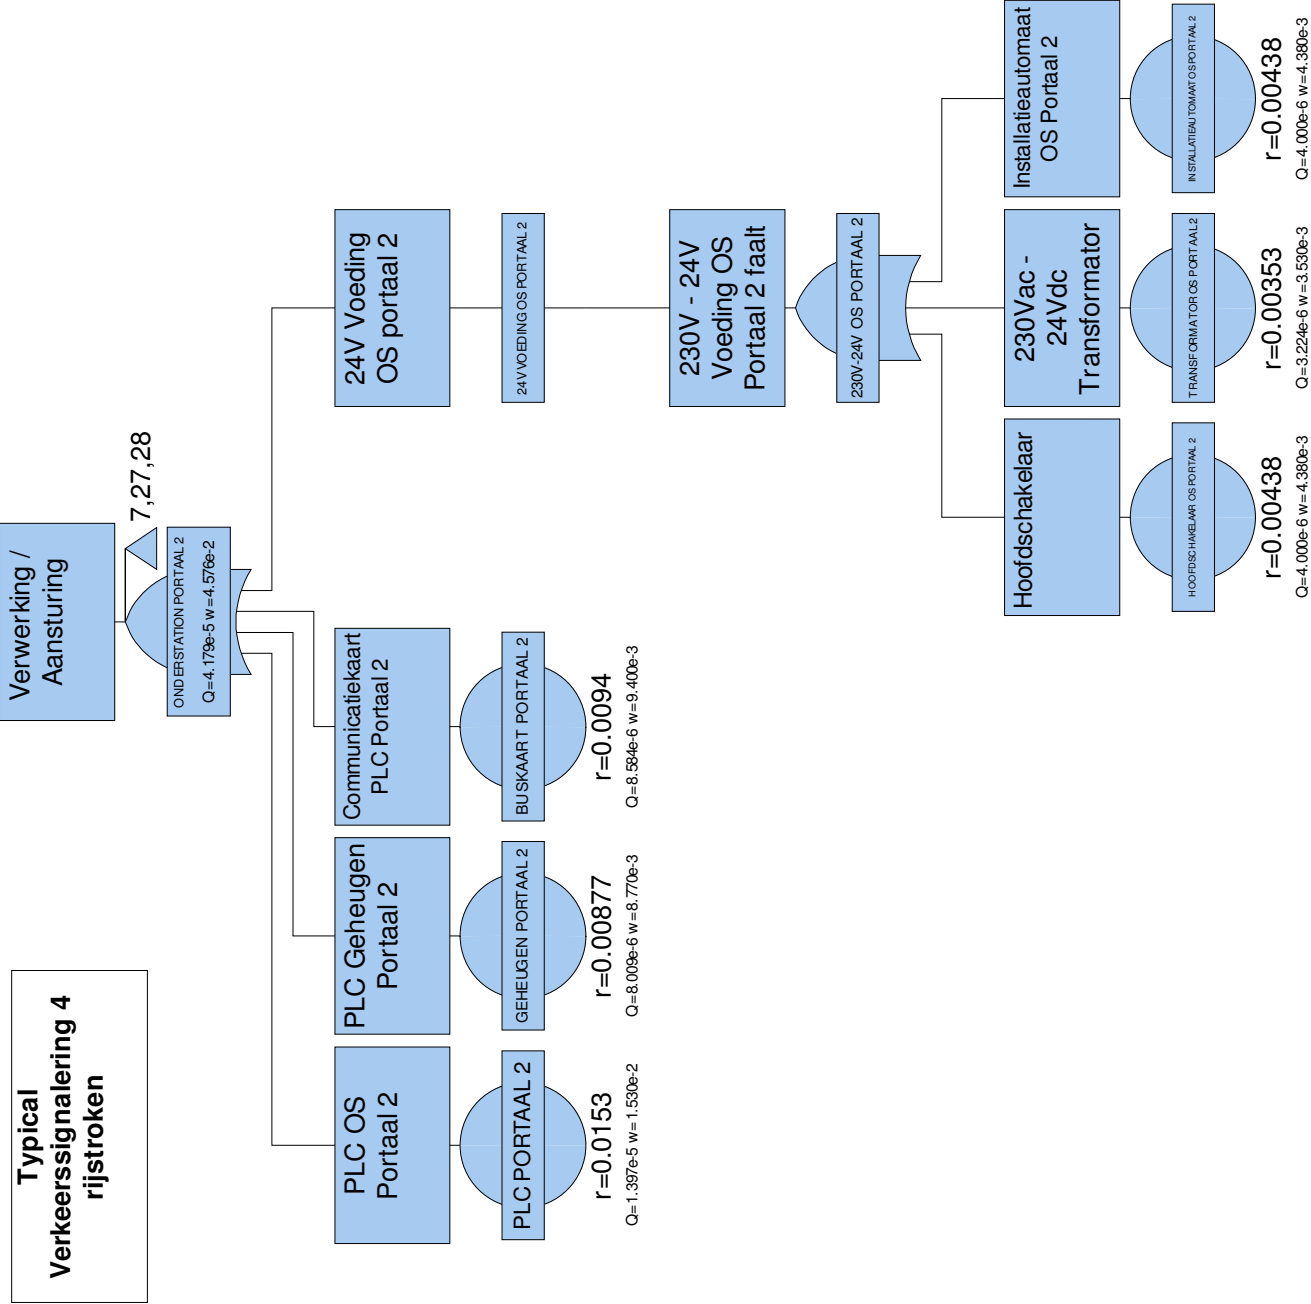 Typical
Verkeerssignalering 4
rijstroken
Verwerking /
Aansturing
7,27,28
ONDERSTATION PORTAAL 2
Q=4.179e-5 w=4.576e-2
PLC OS
Portaal 2
PLC PORTAAL 2
r=0.0153
Q=1.397e-5 w=1.530e-2
PLC Geheugen
Portaal 2
GEHEUGEN PORTAAL 2
r=0.00877
Q=8.009e-6 w=8.770e-3
Communicatiekaart
PLC Portaal 2
BUSKAART PORTAAL 2
r=0.0094
Q=8.584e-6 w=9.400e-3
24V Voeding
OS portaal 2
24V VOEDING OS PORTAAL 2
230V - 24V
Voeding OS
Portaal 2 faalt
230V-24V OS PORTAAL 2
Hoofdschakelaar
HOOFDSCHAKELAAR OS PORTAAL 2
r=0.00438
Q=4.000e-6 w=4.380e-3
230Vac -
24Vdc
Transformator
TRANSFORMATOR OS PORTAAL 2
r=0.00353
Q=3.224e-6 w=3.530e-3
Installatieautomaat
OS Portaal 2
INSTALLATIEAUTOMAAT OS PORTAAL 2
r=0.00438
Q=4.000e-6 w=4.380e-3